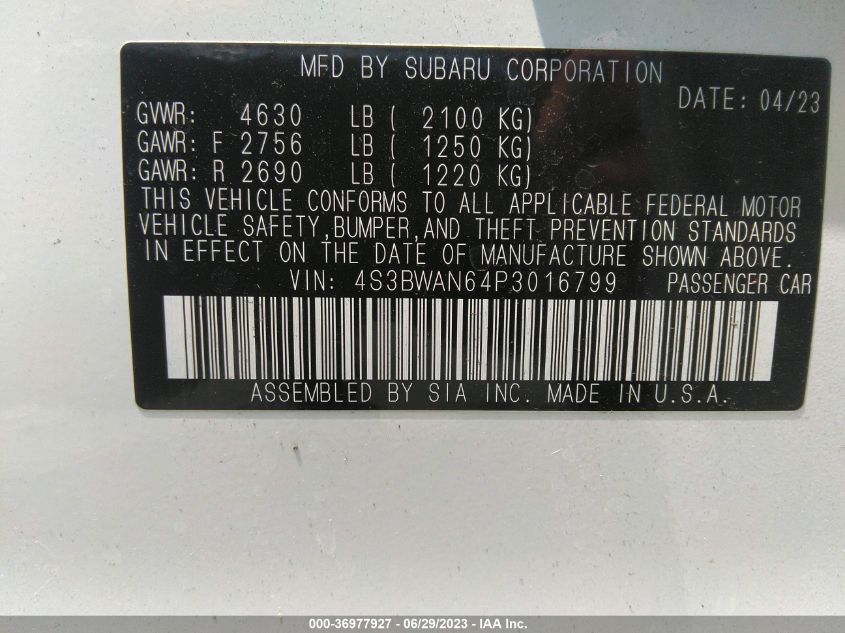 MFD BY SUBARU CORPORATION
DATE: 04/23
GVWR: 4630 LB ( 2100 KG)
GAWR: F 2756 LB ( 1250 KG)
GAWR: R 2690 LB ( 1220 KG)
THIS VEHICLE CONFORMS TO ALL APPLICABLE FEDERAL MOTOR
VEHICLE SAFETY,BUMPER,AND THEFT PREVENTION STANDARDS
IN EFFECT ON THE DATE OF MANUFACTURE SHOWN ABOVE.
VIN: 4S3BWAN64P3016799 PASSENGER CAR
ASSEMBLED BY SIA INC. MADE IN U.S.A.
000-36977927 - 06/29/2023 - IAA Inc.